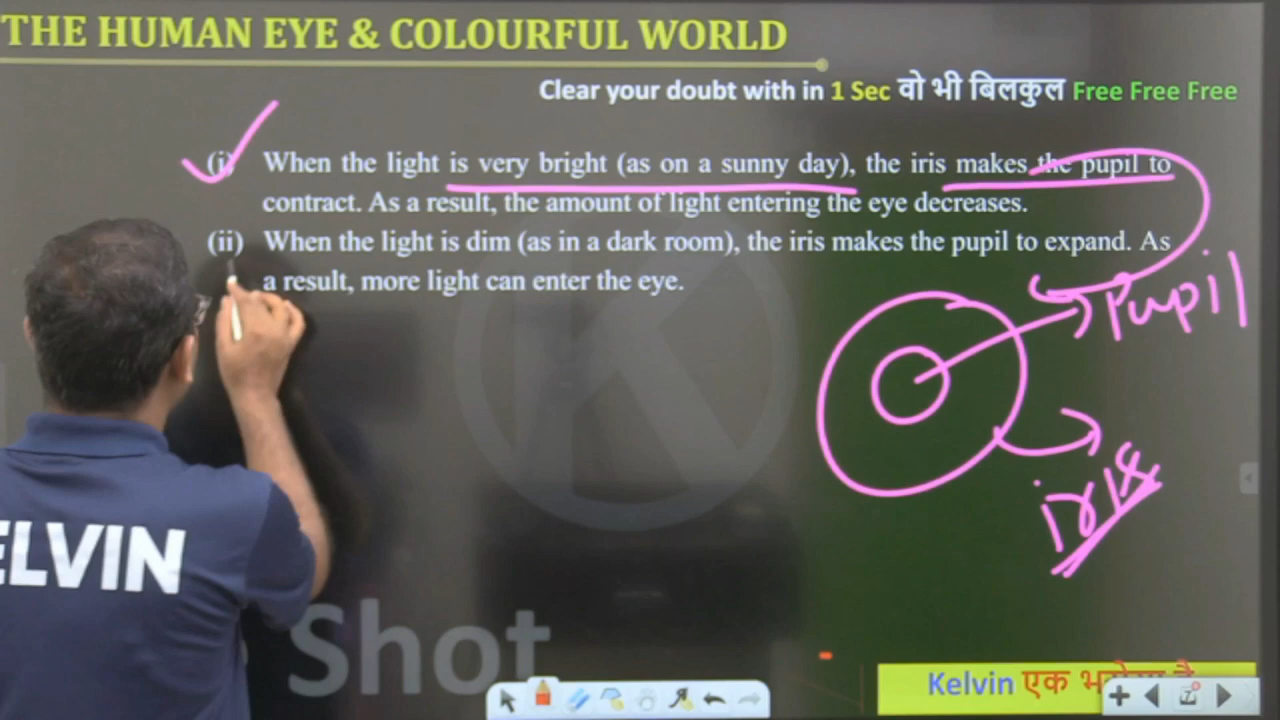 THE HUMAN EYE & COLOURFUL WORLD
Clear your doubt with in 1 Sec वो भी बिलकुल Free Free Free
(i) When the light is very bright (as on a sunny day), the iris makes the pupil to
contract. As a result, the amount of light entering the eye decreases.
(ii) When the light is dim (as in a dark room), the iris makes the pupil to expand. As
a result, more light can enter the eye.
Pupil
iris
ELVIN
Shot
Kelvin एक